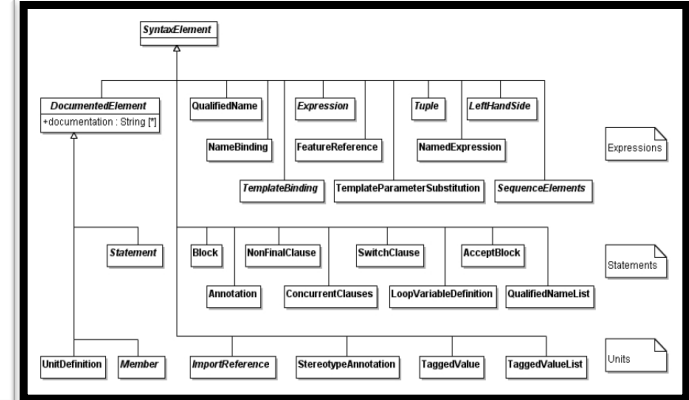 SyntaxElement
DocumentedElement
+documentation : String [*]
QualifiedName
Expression
Tuple
LeftHandSide
NameBinding
FeatureReference
NamedExpression
Expressions
TemplateBinding
TemplateParameterSubstitution
SequenceElements
Statement
Block
NonFinalClause
SwitchClause
AcceptBlock
Statements
Annotation
ConcurrentClauses
LoopVariableDefinition
QualifiedNameList
UnitDefinition
Member
ImportReference
StereotypeAnnotation
TaggedValue
TaggedValueList
Units